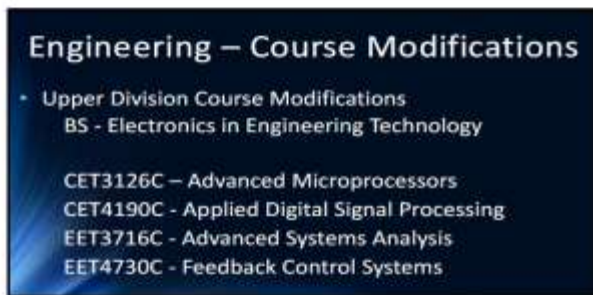 Engineering – Course Modifications
• Upper Division Course Modifications
BS - Electronics in Engineering Technology
CET3126C – Advanced Microprocessors
CET4190C - Applied Digital Signal Processing
EET3716C - Advanced Systems Analysis
EET4730C - Feedback Control Systems